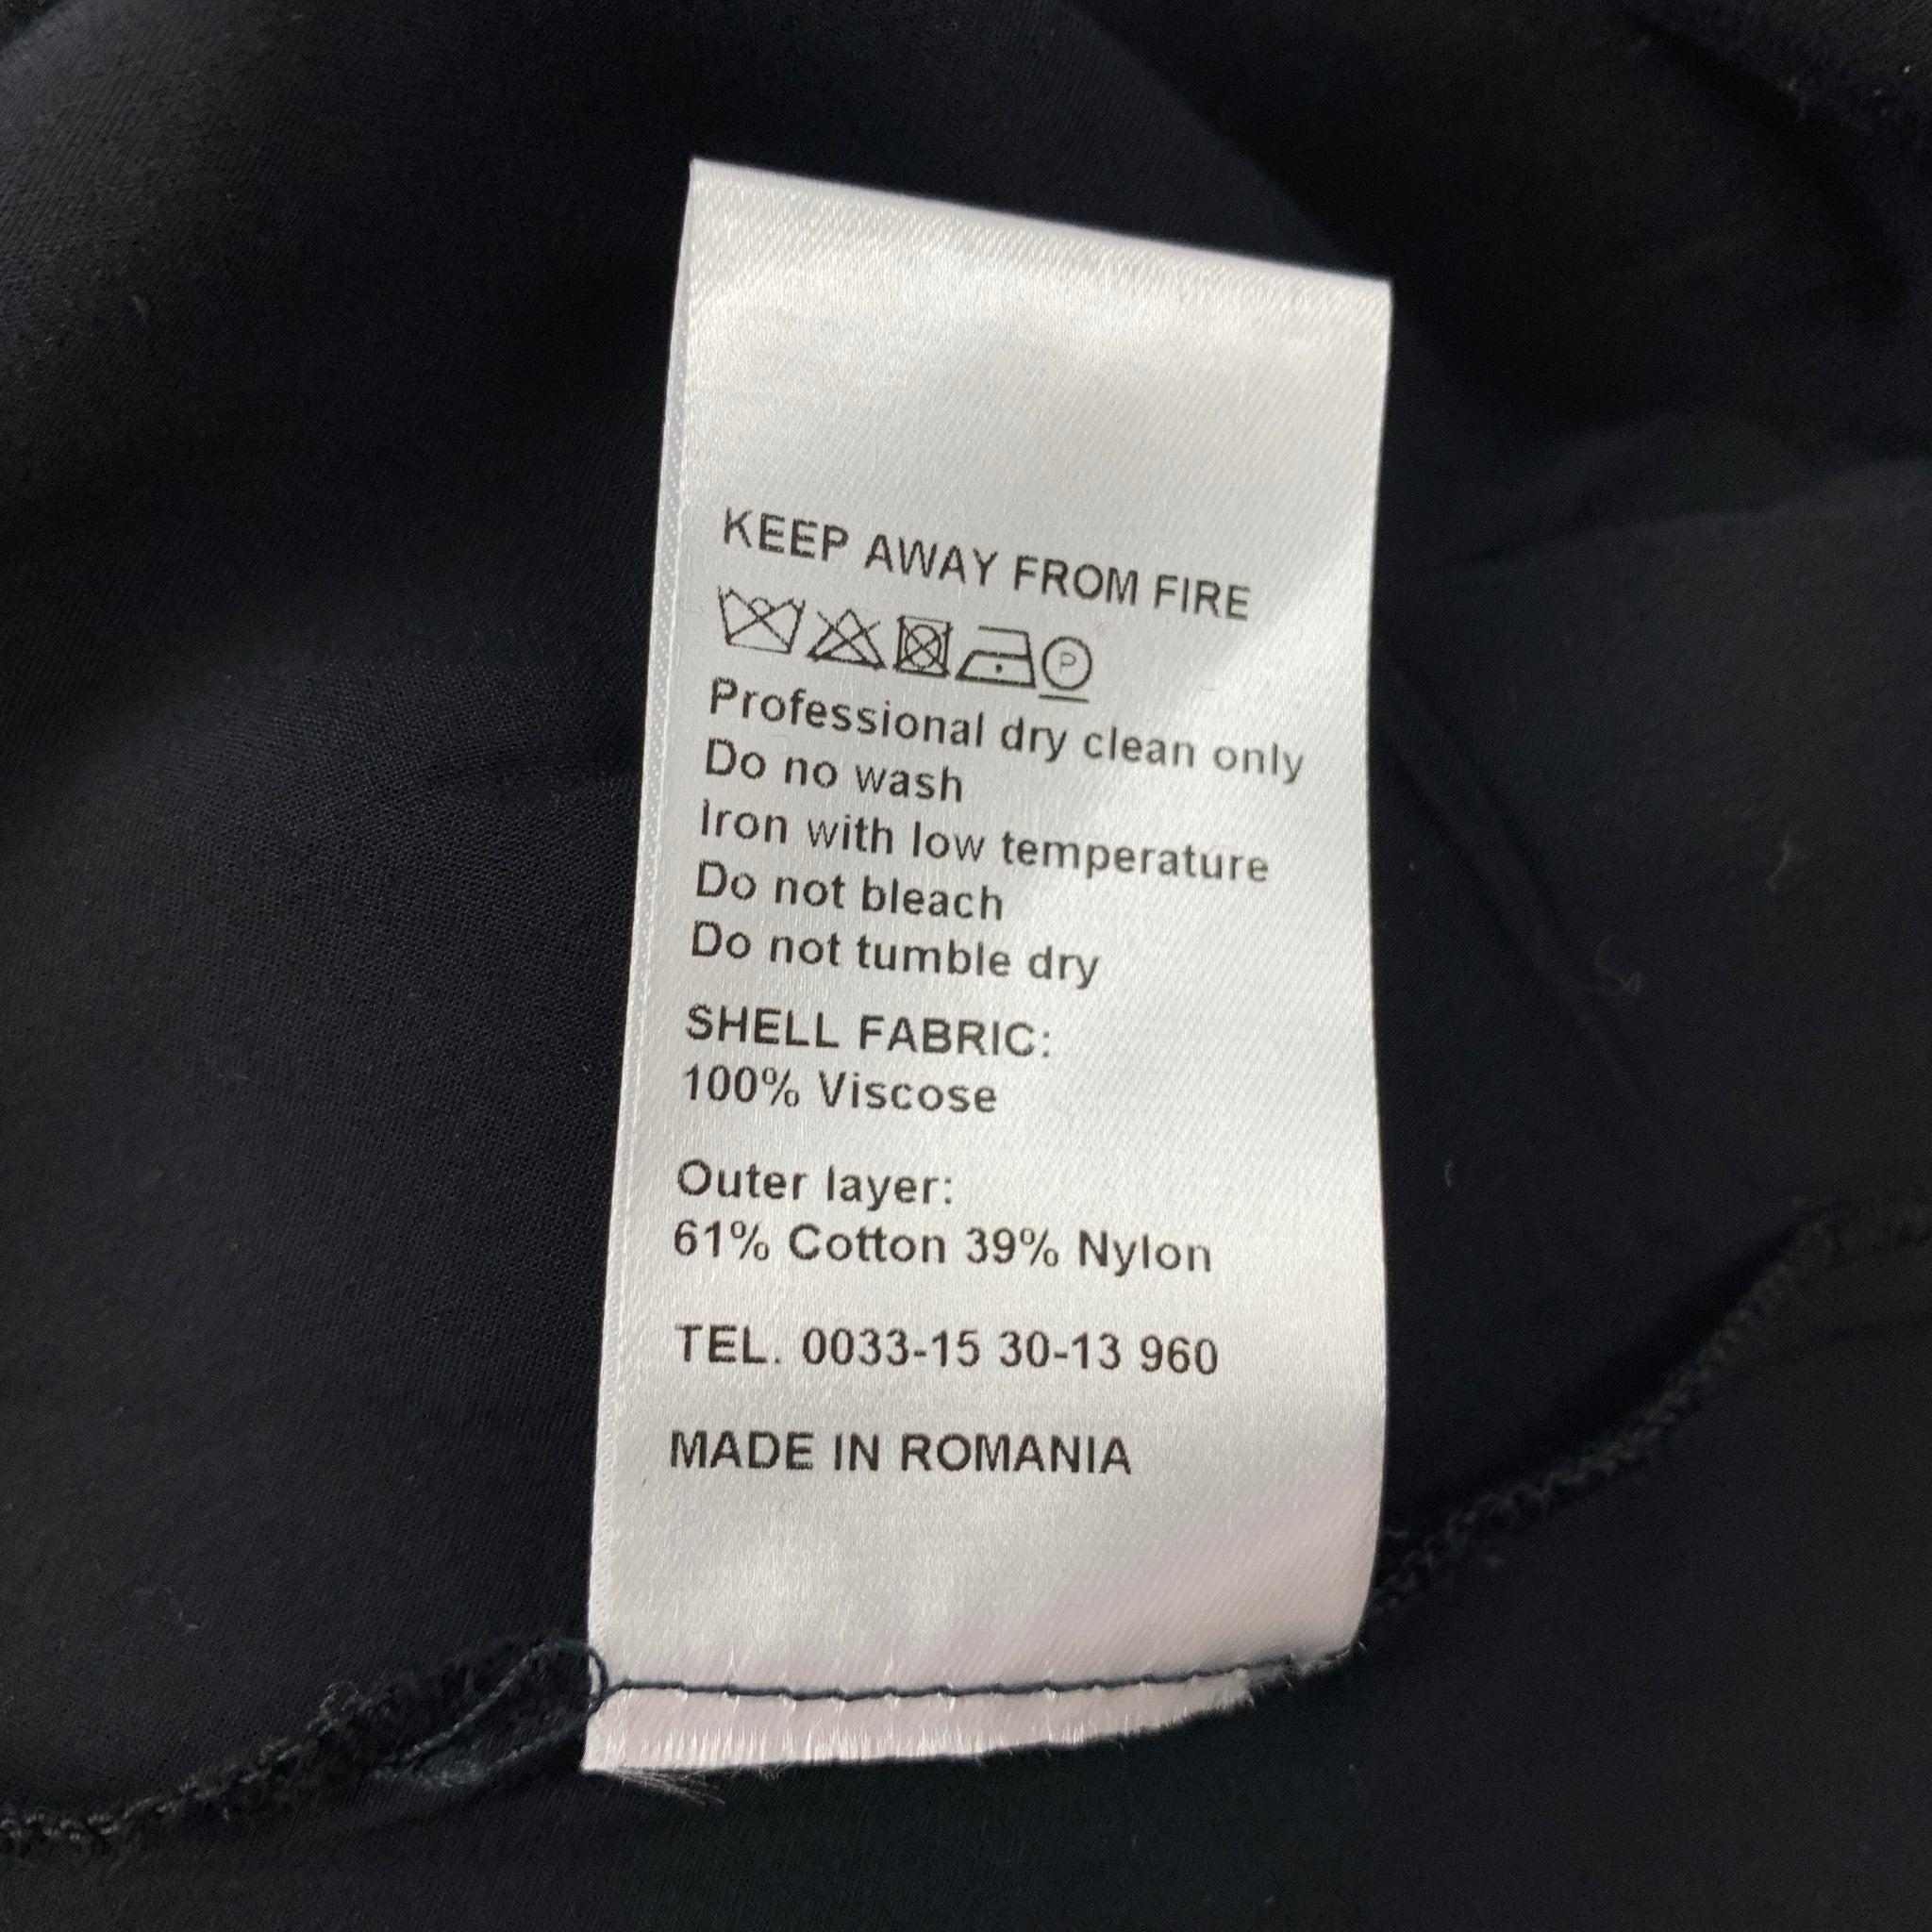 KEEP AWAY FROM FIRE
P
Professional dry clean only
Do no wash
Iron with low temperature
Do not bleach
Do not tumble dry
SHELL FABRIC:
100% Viscose
Outer layer:
61% Cotton 39% Nylon
TEL. 0033-15 30-13 960
MADE IN ROMANIA